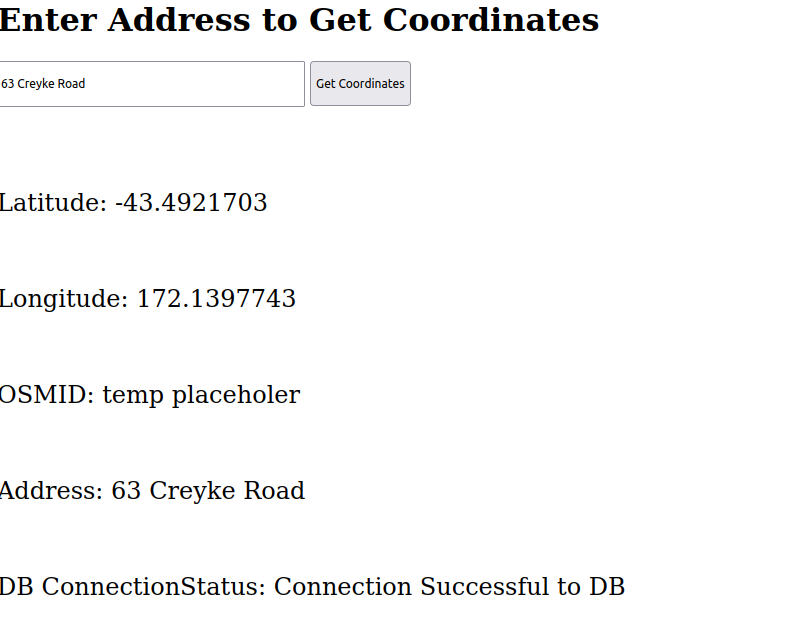 Enter Address to Get Coordinates
63 Creyke Road Get Coordinates
Latitude: -43.4921703
Longitude: 172.1397743
OSMID: temp placeholer
Address: 63 Creyke Road
DB ConnectionStatus: Connection Successful to DB